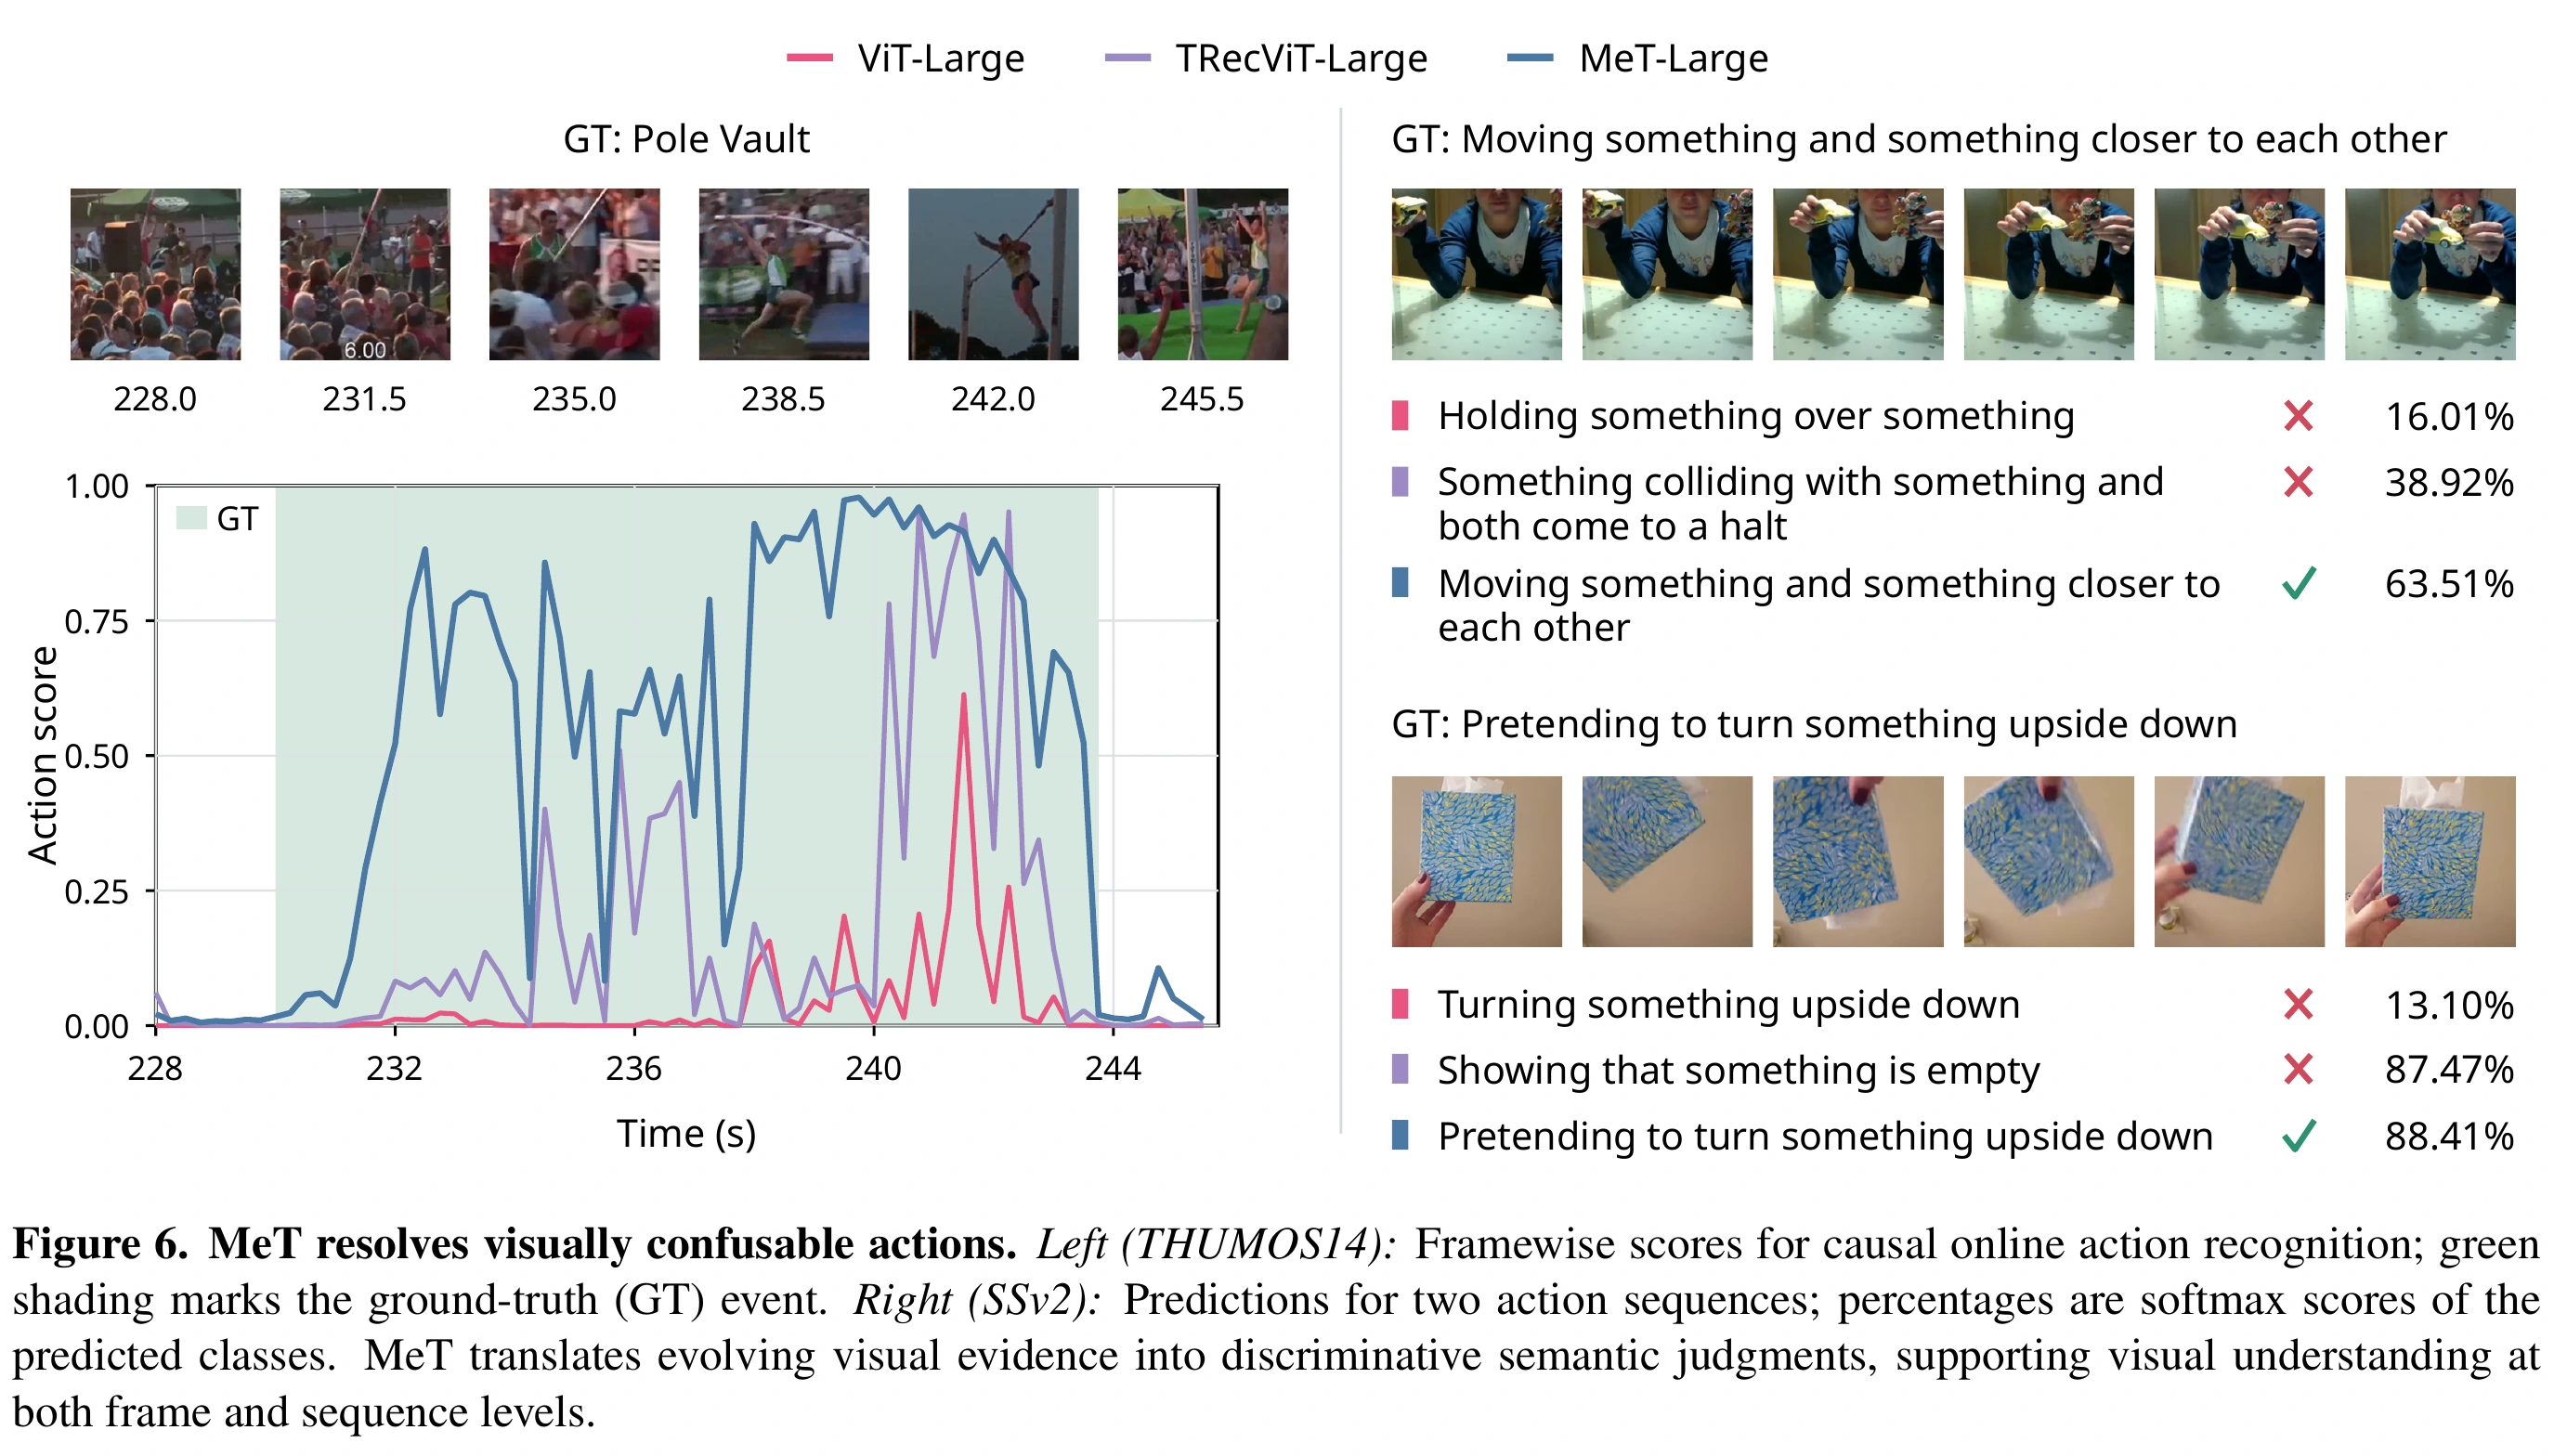 ViT-Large
TRecViT-Large
MeT-Large
GT: Pole Vault
6.00
228.0
231.5
235.0
238.5
242.0
245.5
1.00
0.75
0.50
0.25
0.00
Action score
GT
228
232
236
240
244
Time (s)
GT: Moving something and something closer to each other
Holding something over something
16.01%
Something colliding with something and
both come to a halt
38.92%
Moving something and something closer to
each other
63.51%
GT: Pretending to turn something upside down
Turning something upside down
13.10%
Showing that something is empty
87.47%
Pretending to turn something upside down
88.41%
Figure 6. MeT resolves visually confusable actions. Left (THUMOS14): Framewise scores for causal online action recognition; green
shading marks the ground-truth (GT) event. Right (SSv2): Predictions for two action sequences; percentages are softmax scores of the
predicted classes. MeT translates evolving visual evidence into discriminative semantic judgments, supporting visual understanding at
both frame and sequence levels.